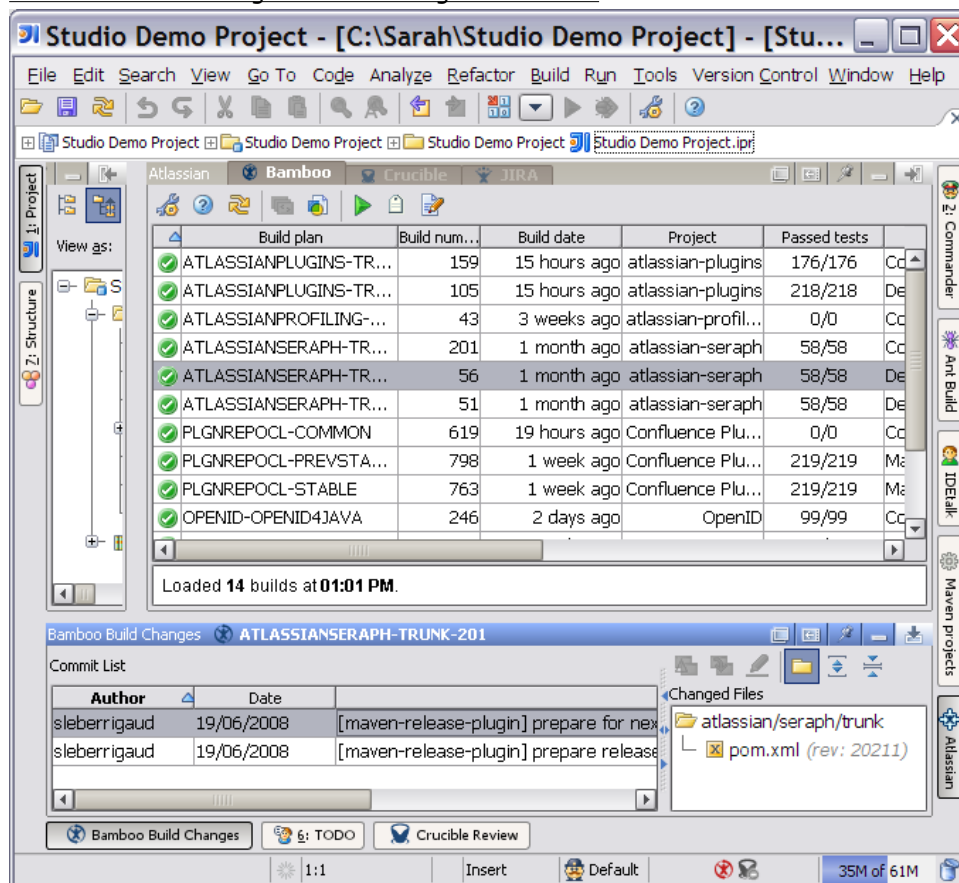 Studio Demo Project - [C:\Sarah\Studio Demo Project] - [Stu...
File Edit Search View Go To Code Analyze Refactor Build Run Tools Version Control Window Help
Studio Demo Project Studio Demo Project Studio Demo Project Studio Demo Project.ipr
1: Project
2: Structure
View as:
S
Atlassian Bamboo Crucible JIRA
Build plan Build num... Build date Project Passed tests
ATLASSIANPLUGINS-TR... 159 15 hours ago atlassian-plugins 176/176 Co
ATLASSIANPLUGINS-TR... 105 15 hours ago atlassian-plugins 218/218 De
ATLASSIANPROFILING-... 43 3 weeks ago atlassian-profil... 0/0 Co
ATLASSIANSERAPH-TR... 201 1 month ago atlassian-seraph 58/58 Co
ATLASSIANSERAPH-TR... 56 1 month ago atlassian-seraph 58/58 De
ATLASSIANSERAPH-TR... 51 1 month ago atlassian-seraph 58/58 De
PLGNREPOCL-COMMON 619 19 hours ago Confluence Plu... 0/0 Co
PLGNREPOCL-PREVSTA... 798 1 week ago Confluence Plu... 219/219 Ma
PLGNREPOCL-STABLE 763 1 week ago Confluence Plu... 219/219 Ma
OPENID-OPENID4JAVA 246 2 days ago OpenID 99/99 Co
Loaded 14 builds at 01:01 PM.
2: Commander
Ant Build
IDEtalk
Maven projects
Atlassian
Bamboo Build Changes ATLASSIANSERAPH-TRUNK-201
Commit List
Author Date
sleberrigaud 19/06/2008 [maven-release-plugin] prepare for nex
sleberrigaud 19/06/2008 [maven-release-plugin] prepare release
Changed Files
atlassian/seraph/trunk
pom.xml (rev: 20211)
Bamboo Build Changes 6: TODO Crucible Review
1:1 Insert Default 35M of 61M